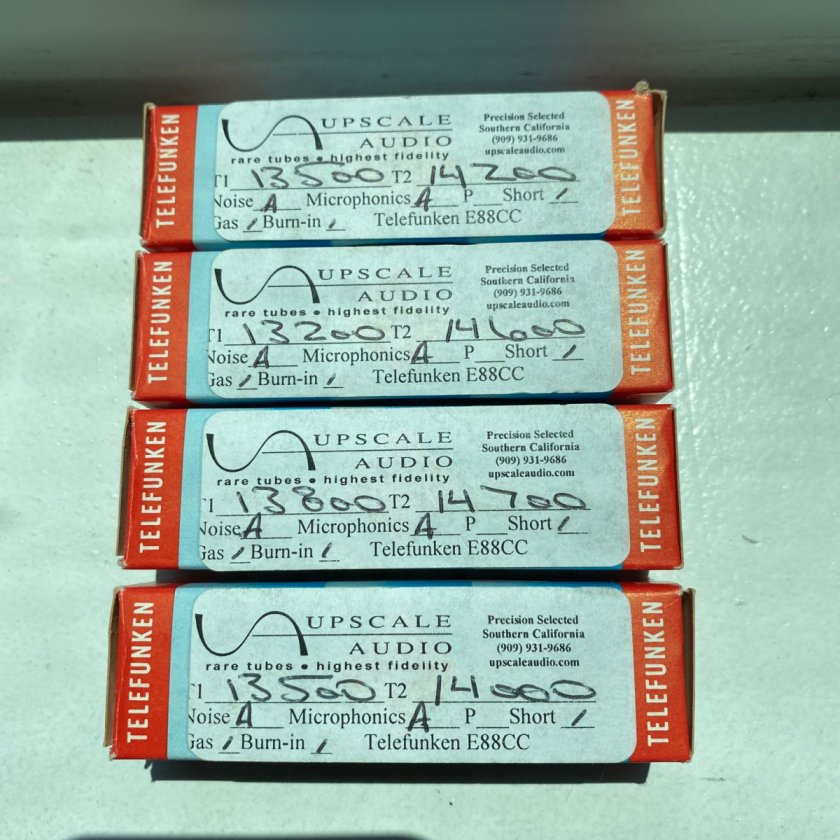 TELEFUNKEN
UPSCALE
AUDIO
rare tubes • highest fidelity
Precision Selected
Southern California
(909) 931-9686
upscaleaudio.com
T1 13500 T2 14200
Noise A Microphonics A P Short /
Gas / Burn-in / Telefunken E88CC
TELEFUNKEN
TELEFUNKEN
UPSCALE
AUDIO
rare tubes • highest fidelity
Precision Selected
Southern California
(909) 931-9686
upscaleaudio.com
T1 13200 T2 14600
Noise A Microphonics A P Short /
Gas / Burn-in / Telefunken E88CC
TELEFUNKEN
TELEFUNKEN
UPSCALE
AUDIO
rare tubes • highest fidelity
Precision Selected
Southern California
(909) 931-9686
upscaleaudio.com
T1 13800 T2 14700
Noise A Microphonics A P Short /
Gas / Burn-in / Telefunken E88CC
TELEFUNKEN
TELEFUNKEN
UPSCALE
AUDIO
rare tubes • highest fidelity
Precision Selected
Southern California
(909) 931-9686
upscaleaudio.com
T1 13500 T2 14000
Noise A Microphonics A P Short /
Gas / Burn-in / Telefunken E88CC
TELEFUNKEN